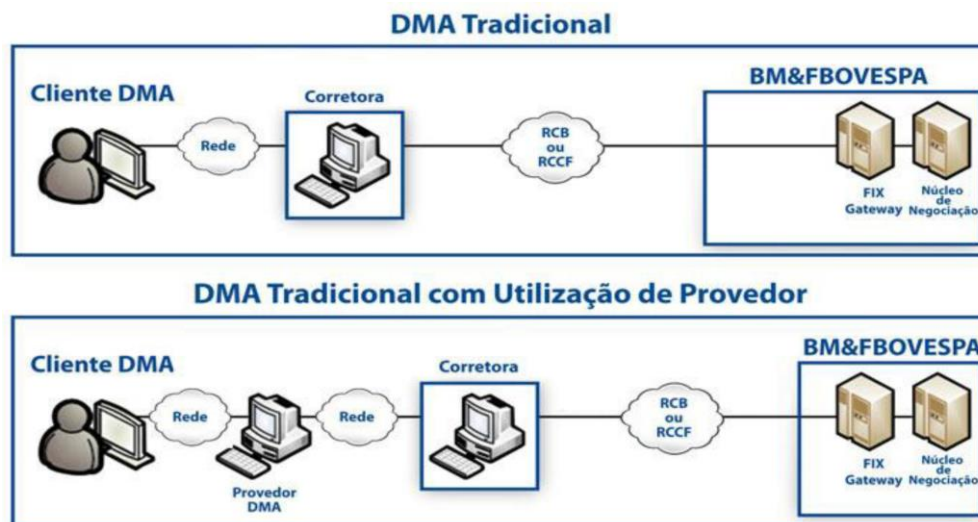 DMA Tradicional
BM&FBOVESPA
Cliente DMA
Corretora
Rede
RCB
ou
RCCF
FIX
Gateway
Núcleo
de
Negociação
DMA Tradicional com Utilização de Provedor
BM&FBOVESPA
Cliente DMA
Corretora
Rede
Rede
RCB
ou
RCCF
Provedor
DMA
FIX
Gateway
Núcleo
de
Negociação